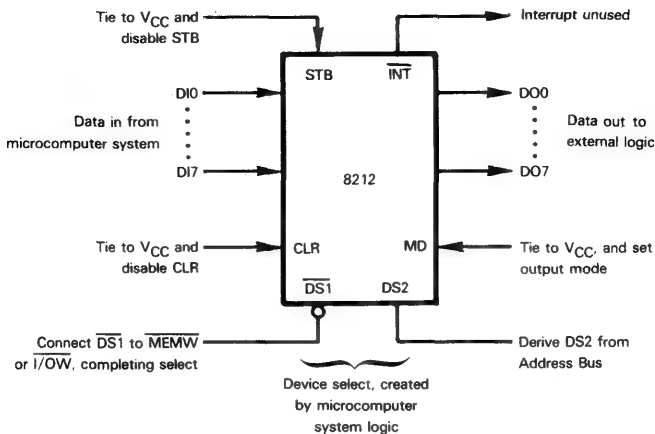 Tie to VCC and
disable STB
Interrupt unused
STB
INT
DI0
Data in from
microcomputer system
DI7
DO0
Data out to
external logic
DO7
8212
Tie to VCC and
disable CLR
CLR
MD
Tie to VCC, and set
output mode
DS1
DS2
Connect DS1 to MEMW
or I/OW, completing select
Derive DS2 from
Address Bus
Device select, created
by microcomputer
system logic